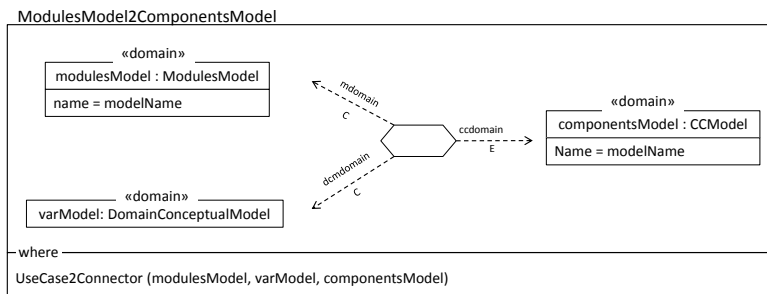 ModulesModel2ComponentsModel
«domain»
modulesModel : ModulesModel
name = modelName
mdomain
C
«domain»
componentsModel : CCModel
Name = modelName
ccdomain
E
dcmdomain
C
«domain»
varModel: DomainConceptualModel
where
UseCase2Connector (modulesModel, varModel, componentsModel)